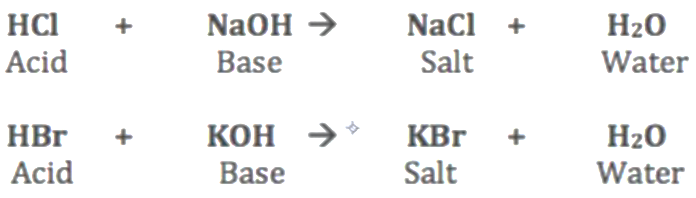 HCl + NaOH → NaCl + H₂O
Acid Base Salt Water
HBr + KOH → KBr + H₂O
Acid Base Salt Water